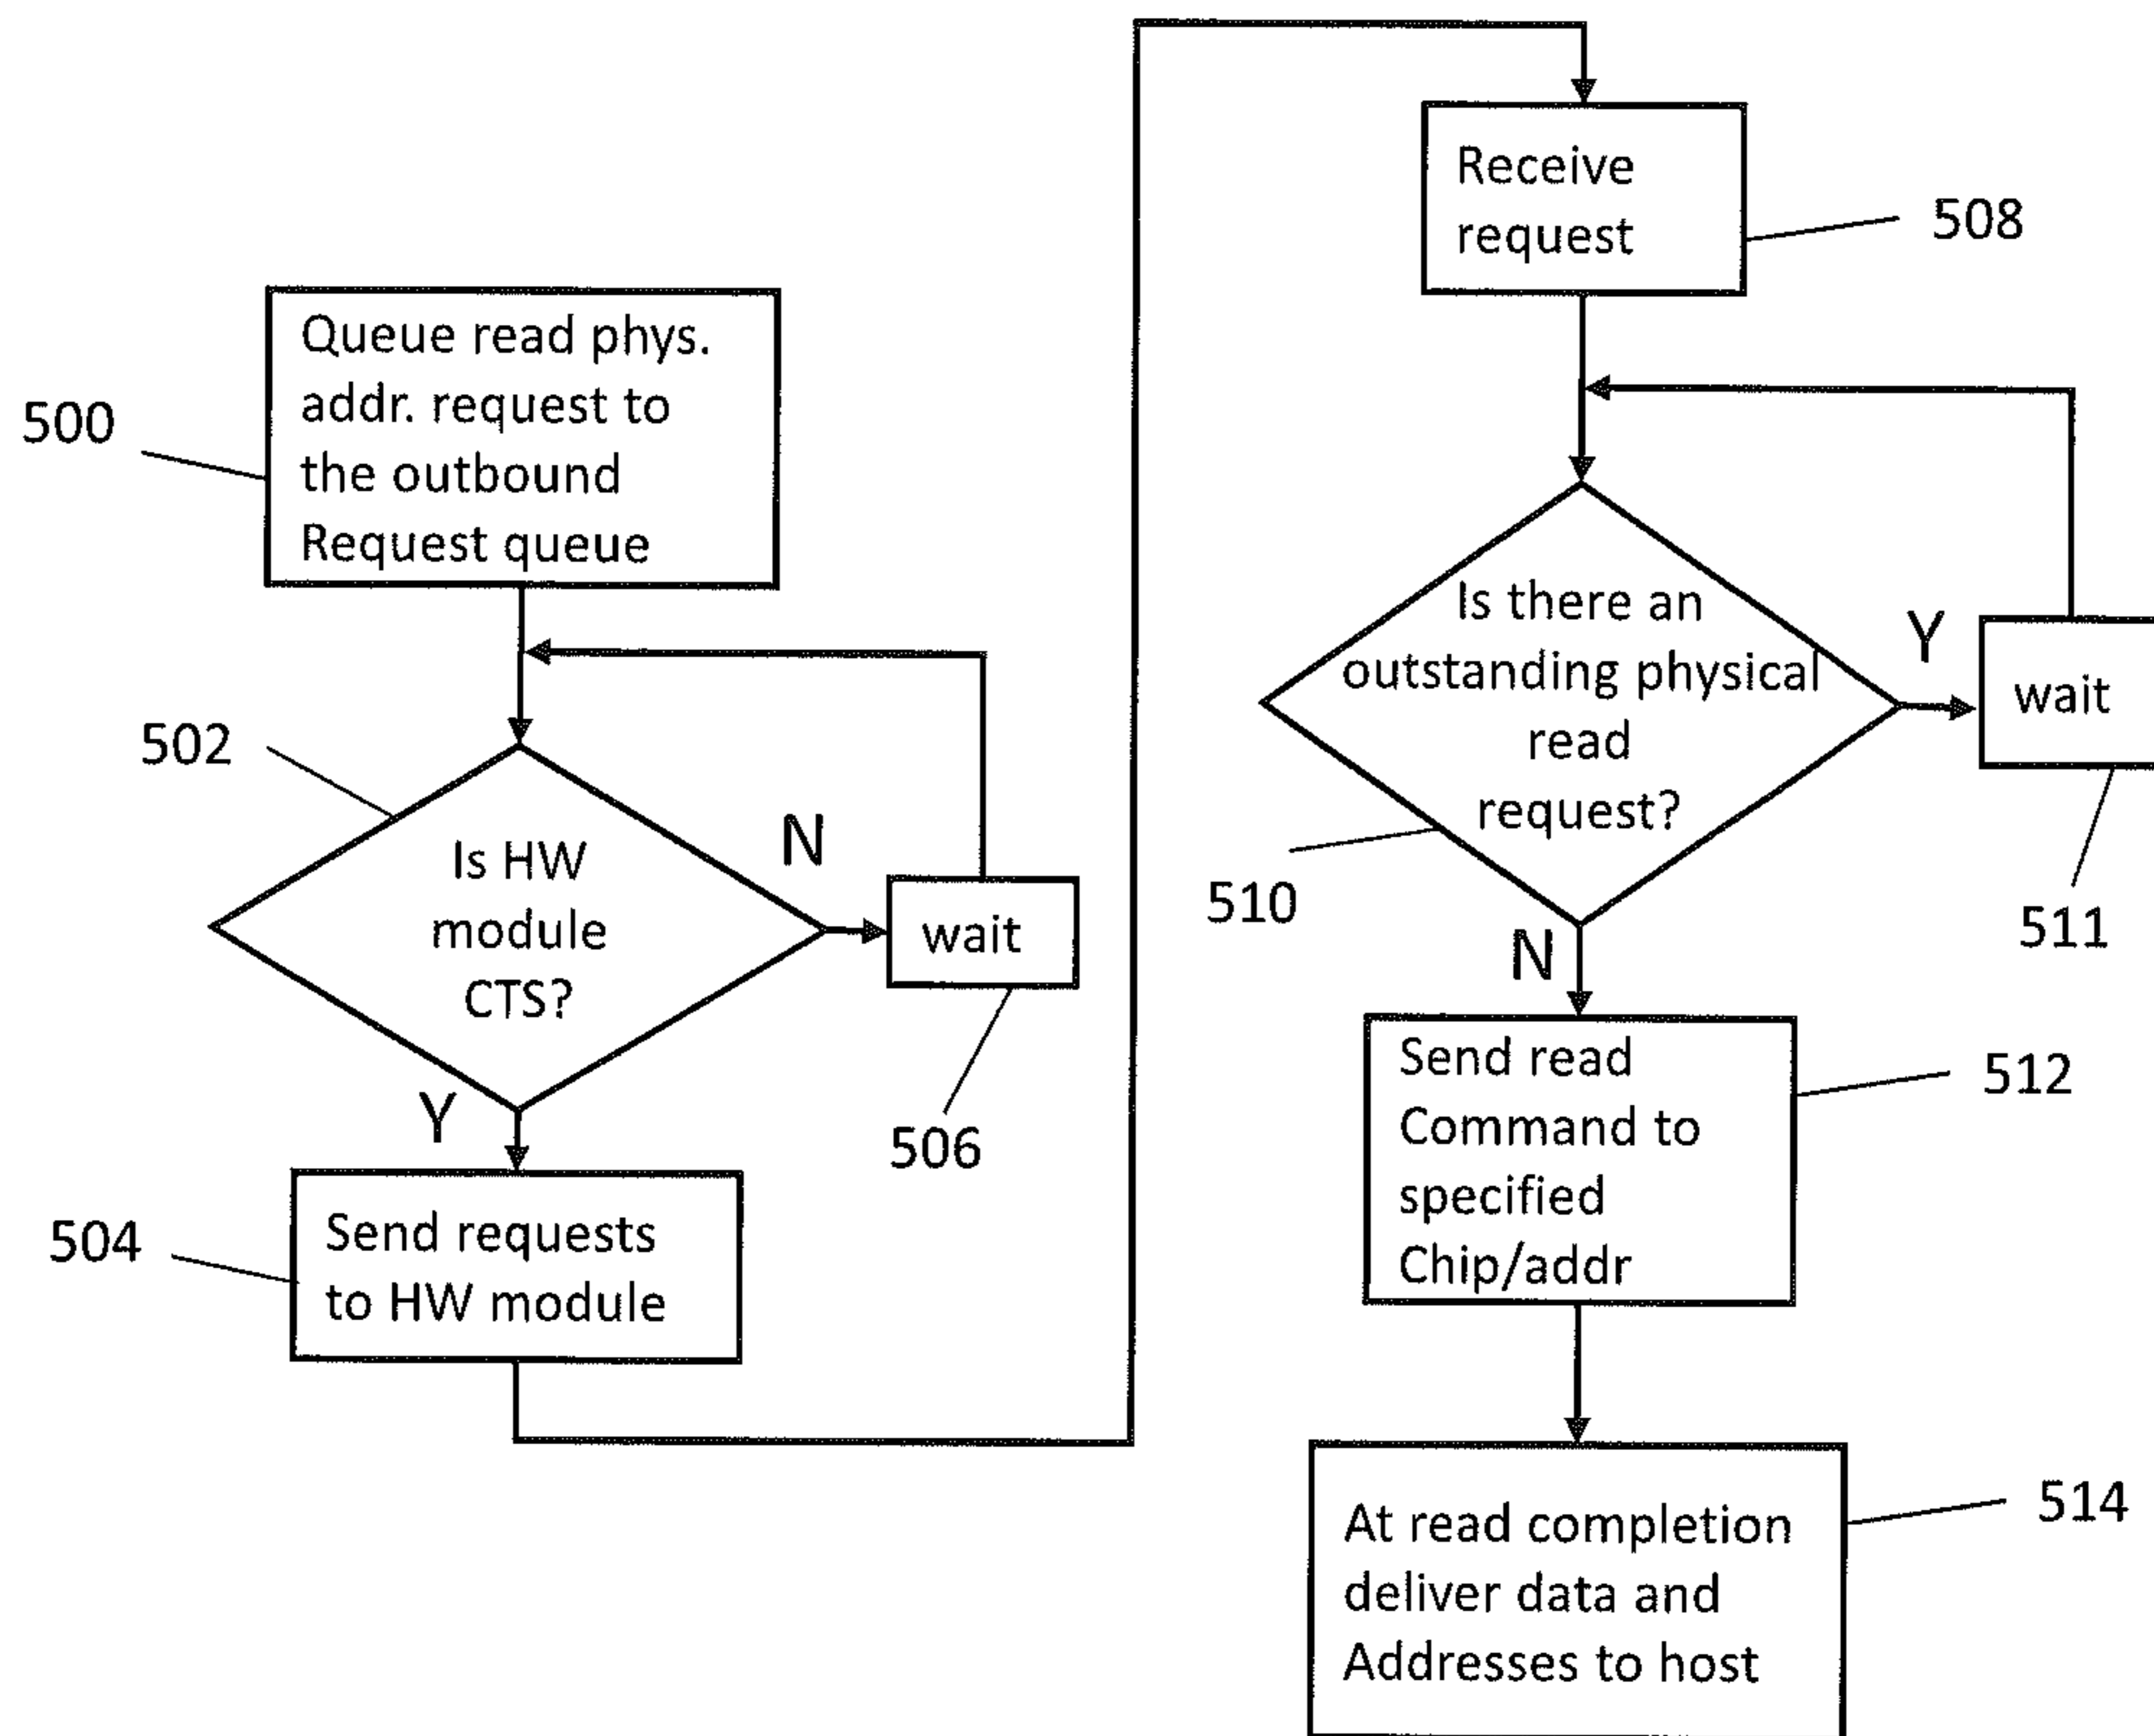 500
Queue read phys.
addr. request to
the outbound
Request queue
502
Is HW
module
CTS?
N
wait
506
Y
504
Send requests
to HW module
Receive
request
508
Is there an
outstanding physical
read
request?
Y
wait
510
511
N
Send read
Command to
specified
Chip/addr
512
At read completion
deliver data and
Addresses to host
514